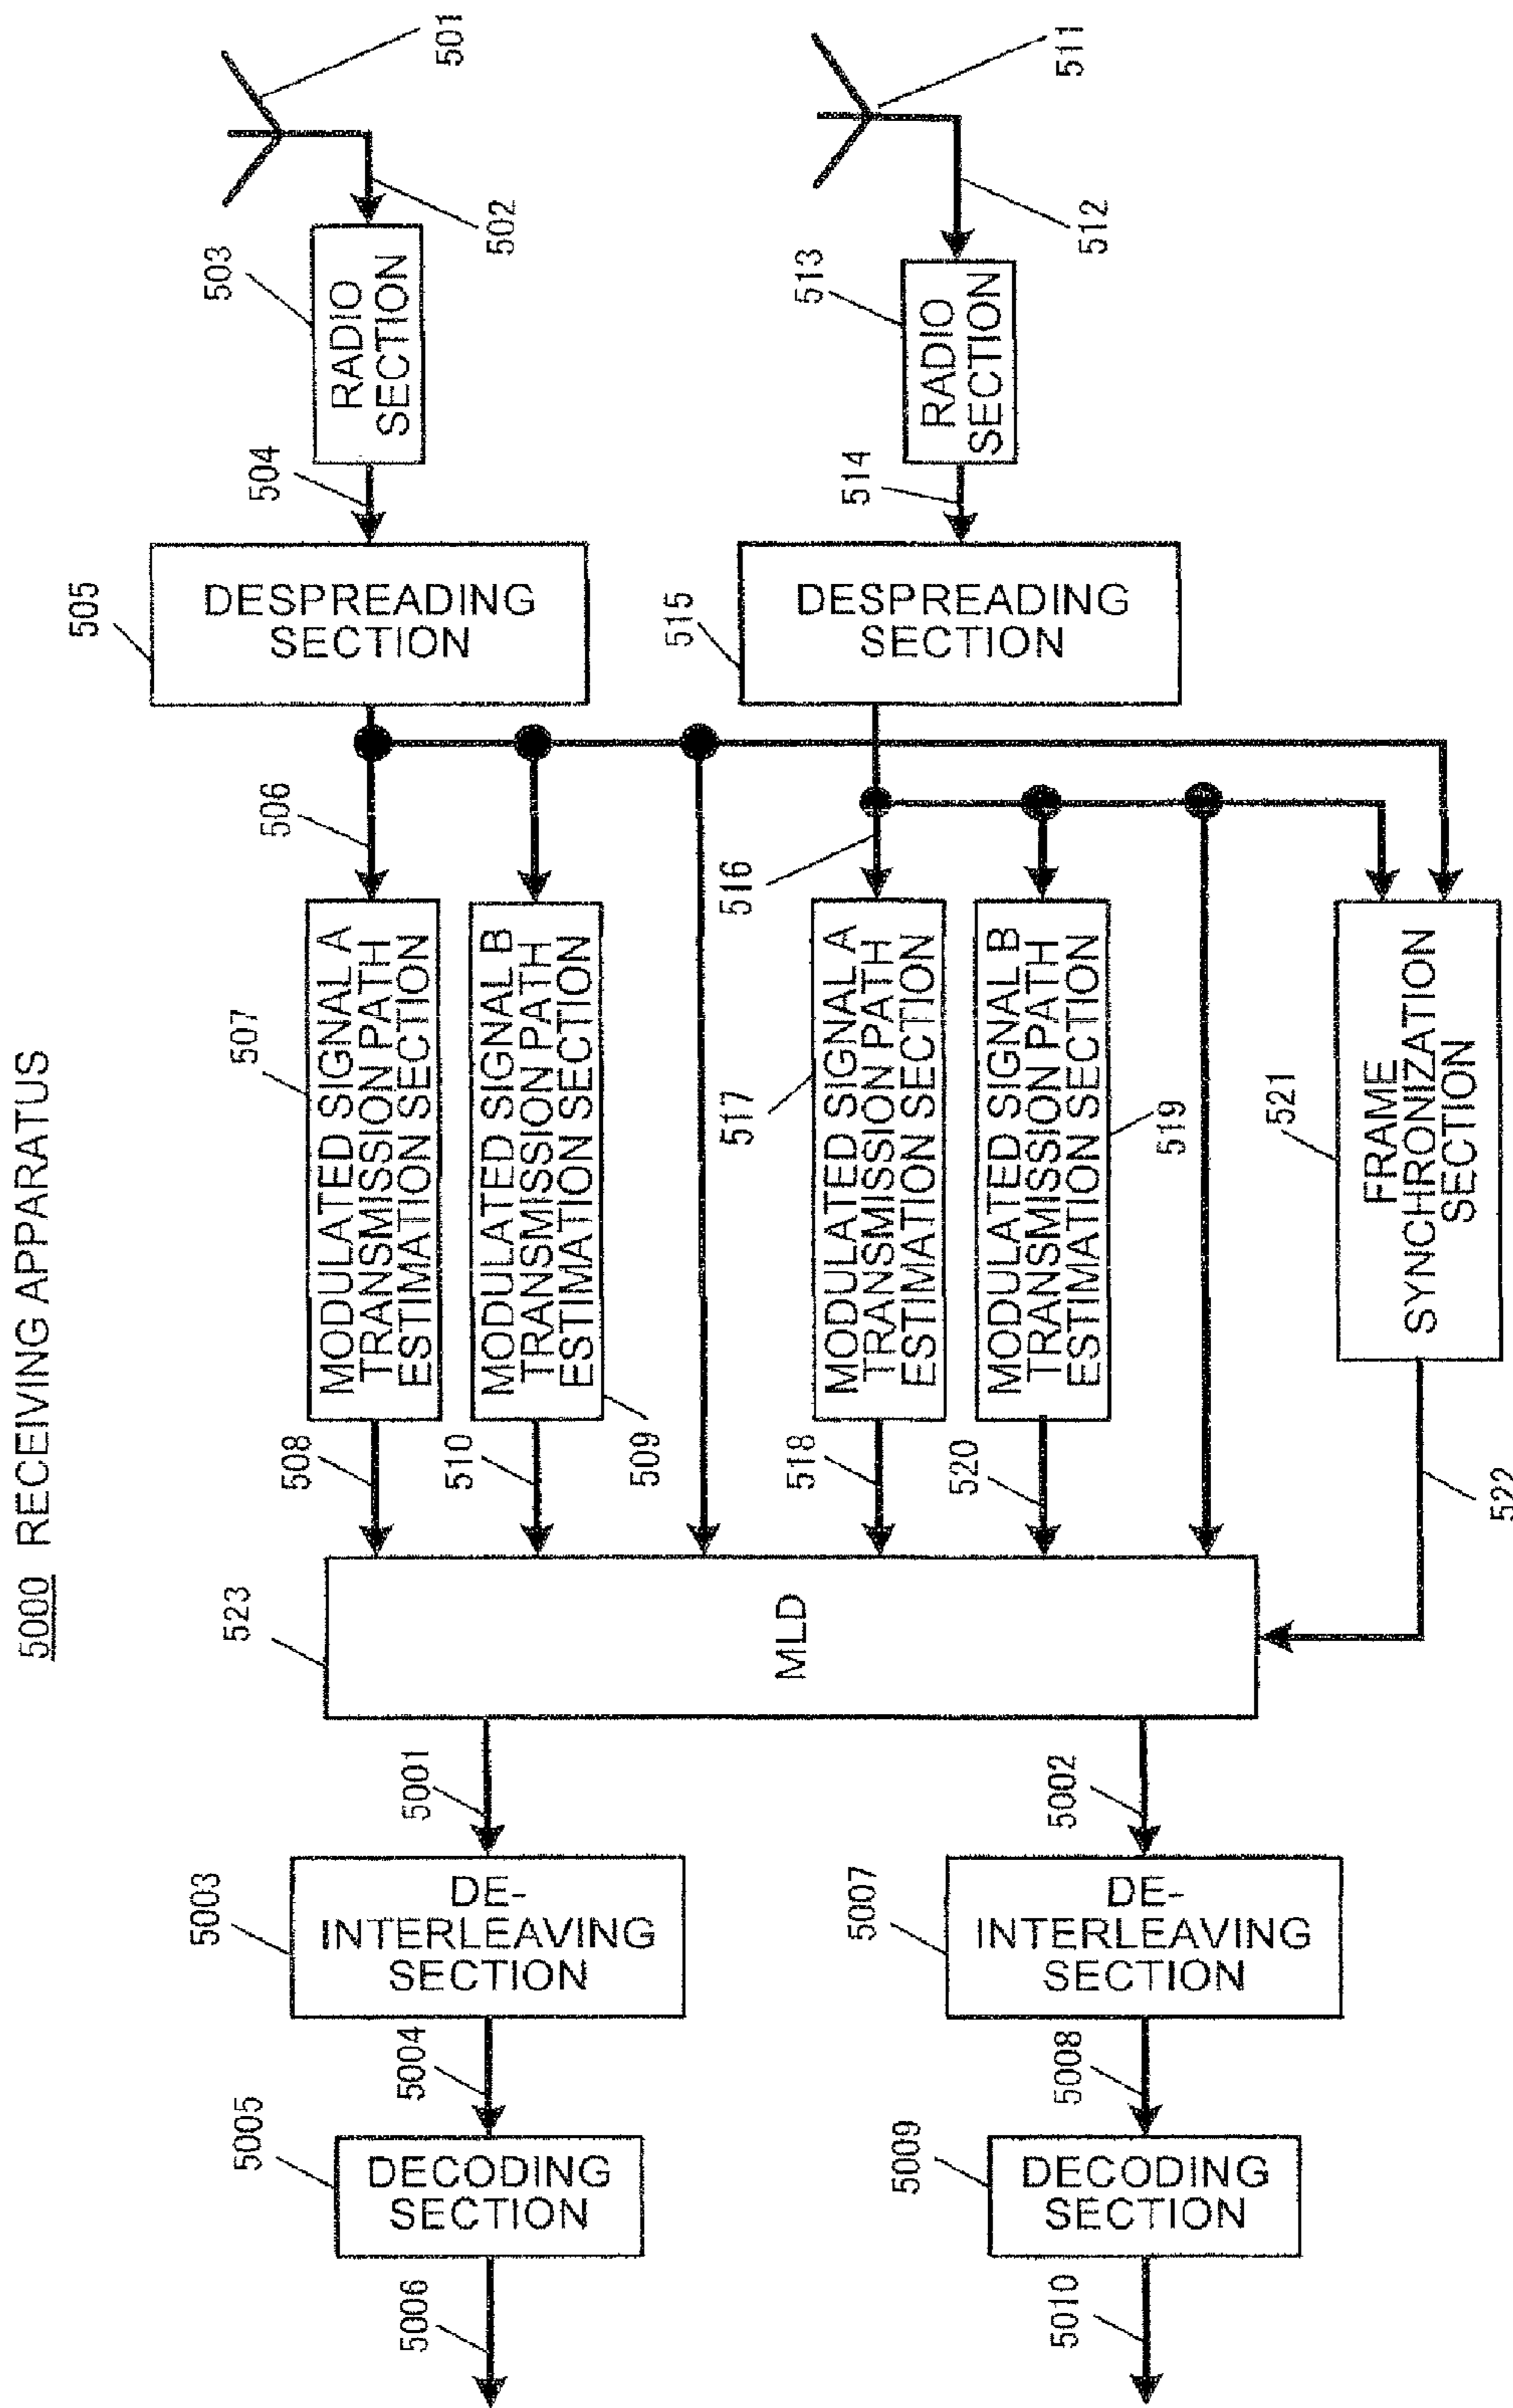 5000 RECEIVING APPARATUS
501
502
503
RADIO
SECTION
504
505
DESPREADING
SECTION
506
507
MODULATED SIGNAL A
TRANSMISSION PATH
ESTIMATION SECTION
508
MODULATED SIGNAL B
TRANSMISSION PATH
ESTIMATION SECTION
509
510
511
512
513
RADIO
SECTION
514
515
DESPREADING
SECTION
516
517
MODULATED SIGNAL A
TRANSMISSION PATH
ESTIMATION SECTION
518
MODULATED SIGNAL B
TRANSMISSION PATH
ESTIMATION SECTION
519
520
521
FRAME
SYNCHRONIZATION
SECTION
522
523
MLD
5001
5002
5003
DE-
INTERLEAVING
SECTION
5004
5005
DECODING
SECTION
5006
5007
DE-
INTERLEAVING
SECTION
5008
5009
DECODING
SECTION
5010